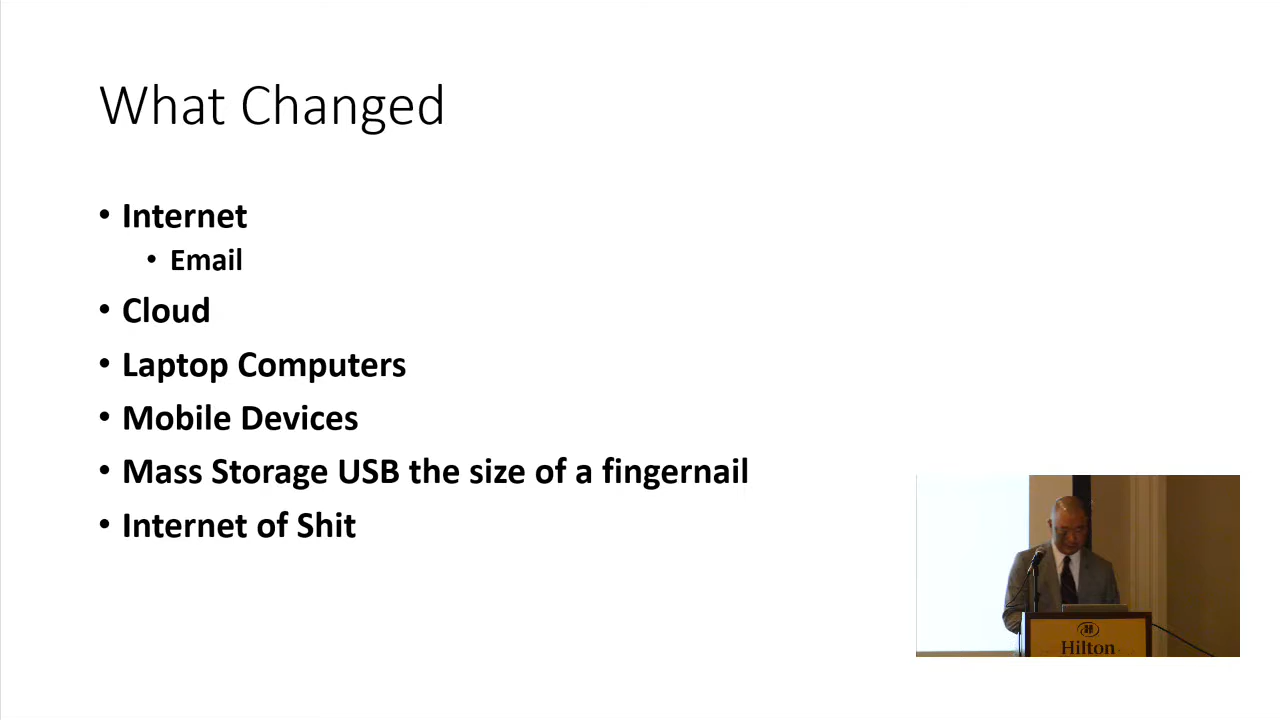 What Changed
• Internet
• Email
• Cloud
• Laptop Computers
• Mobile Devices
• Mass Storage USB the size of a fingernail
• Internet of Shit
Hilton